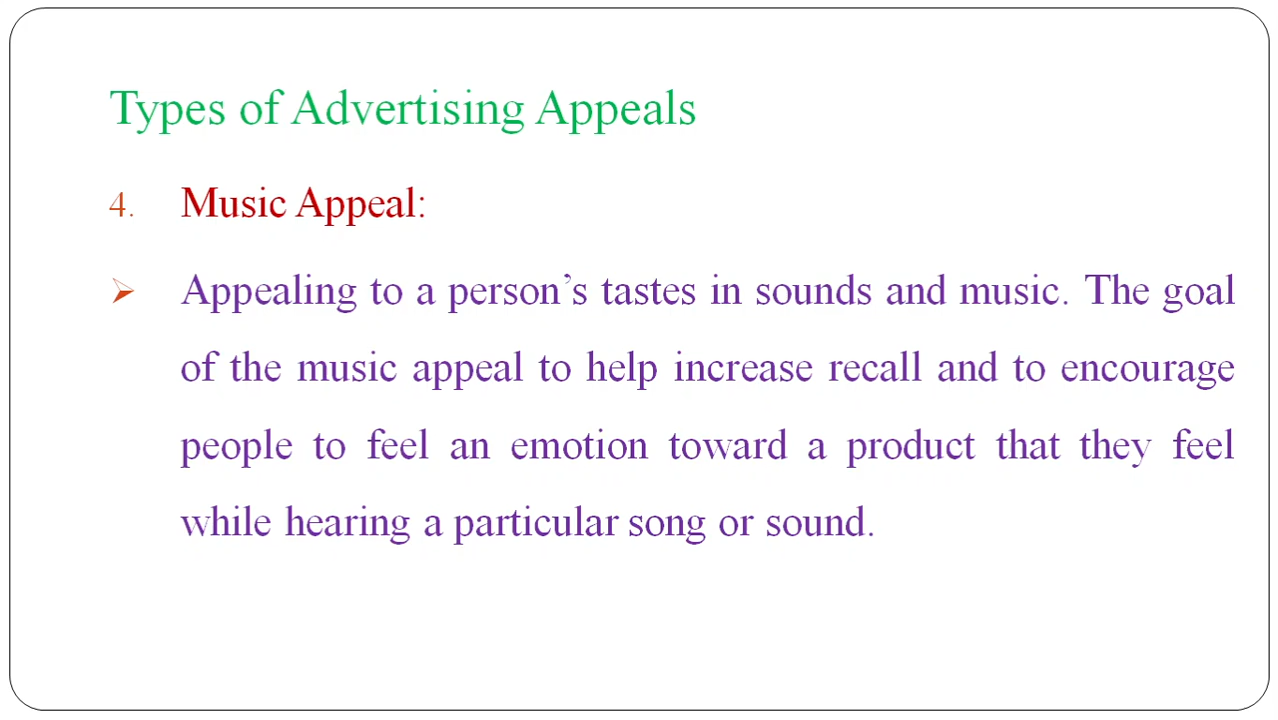 Types of Advertising Appeals
4. Music Appeal:
➢ Appealing to a person’s tastes in sounds and music. The goal
of the music appeal to help increase recall and to encourage
people to feel an emotion toward a product that they feel
while hearing a particular song or sound.